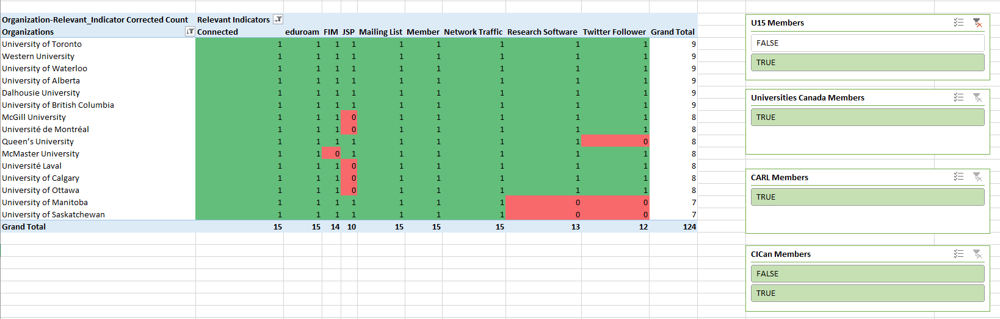 Organization-Relevant_Indicator Corrected Count Relevant Indicators
Organizations Connected eduroam FIM JSP Mailing List Member Network Traffic Research Software Twitter Follower Grand Total
University of Toronto 1 1 1 1 1 1 1 1 1 9
Western University 1 1 1 1 1 1 1 1 1 9
University of Waterloo 1 1 1 1 1 1 1 1 1 9
University of Alberta 1 1 1 1 1 1 1 1 1 9
Dalhousie University 1 1 1 1 1 1 1 1 1 9
University of British Columbia 1 1 1 1 1 1 1 1 1 9
McGill University 1 1 1 0 1 1 1 1 1 8
Université de Montréal 1 1 1 0 1 1 1 1 1 8
Queen’s University 1 1 1 1 1 1 1 1 0 8
McMaster University 1 1 0 1 1 1 1 1 1 8
Université Laval 1 1 1 0 1 1 1 1 1 8
University of Calgary 1 1 1 0 1 1 1 1 1 8
University of Ottawa 1 1 1 0 1 1 1 1 1 8
University of Manitoba 1 1 1 1 1 1 1 0 0 7
University of Saskatchewan 1 1 1 1 1 1 1 0 0 7
Grand Total 15 15 14 10 15 15 15 13 12 124
U15 Members
FALSE
TRUE
Universities Canada Members
TRUE
CARL Members
TRUE
CICan Members
FALSE
TRUE